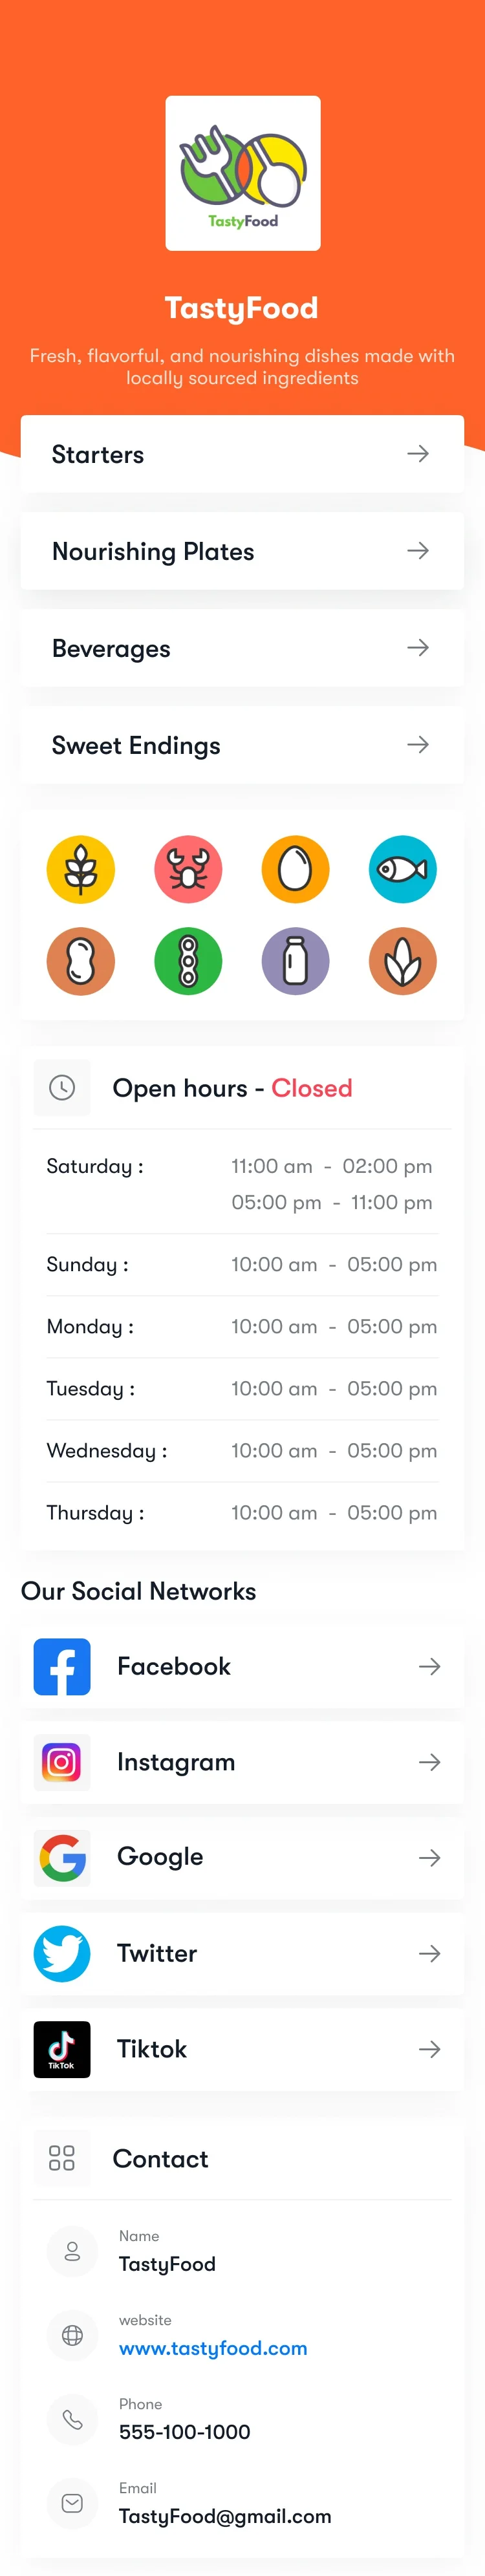 TastyFood
TastyFood
Fresh, flavorful, and nourishing dishes made with
locally sourced ingredients
Starters
Nourishing Plates
Beverages
Sweet Endings
Open hours - Closed
Saturday : 11:00 am - 02:00 pm
05:00 pm - 11:00 pm
Sunday : 10:00 am - 05:00 pm
Monday : 10:00 am - 05:00 pm
Tuesday : 10:00 am - 05:00 pm
Wednesday : 10:00 am - 05:00 pm
Thursday : 10:00 am - 05:00 pm
Our Social Networks
Facebook
Instagram
Google
Twitter
TikTok
Tiktok
Contact
Name
TastyFood
website
www.tastyfood.com
Phone
555-100-1000
Email
TastyFood@gmail.com